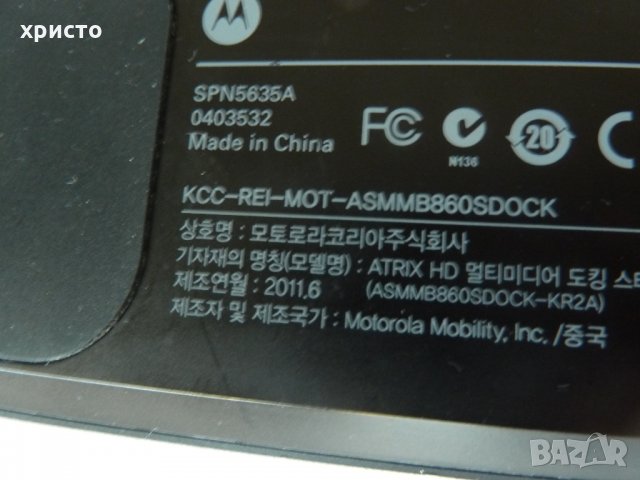 христо
SPN5635A
0403532
Made in China
FC
N136
20
C
KCC-REI-MOT-ASMMB860SDOCK
상호명 : 모토로라코리아주식회사
기자재의 명칭(모델명) : ATRIX HD 멀티미디어 도킹
제조연월 : 2011.6 (ASMMB860SDOCK-KR2A)
제조자 및 제조국가 : Motorola Mobility, Inc. /중국
BAZAR